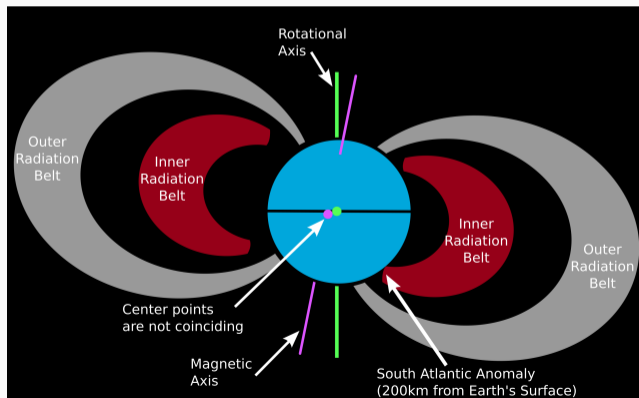 Rotational
Axis
Outer
Radiation
Belt
Inner
Radiation
Belt
Inner
Radiation
Belt
Outer
Radiation
Belt
Center points
are not coinciding
Magnetic
Axis
South Atlantic Anomaly
(200km from Earth's Surface)